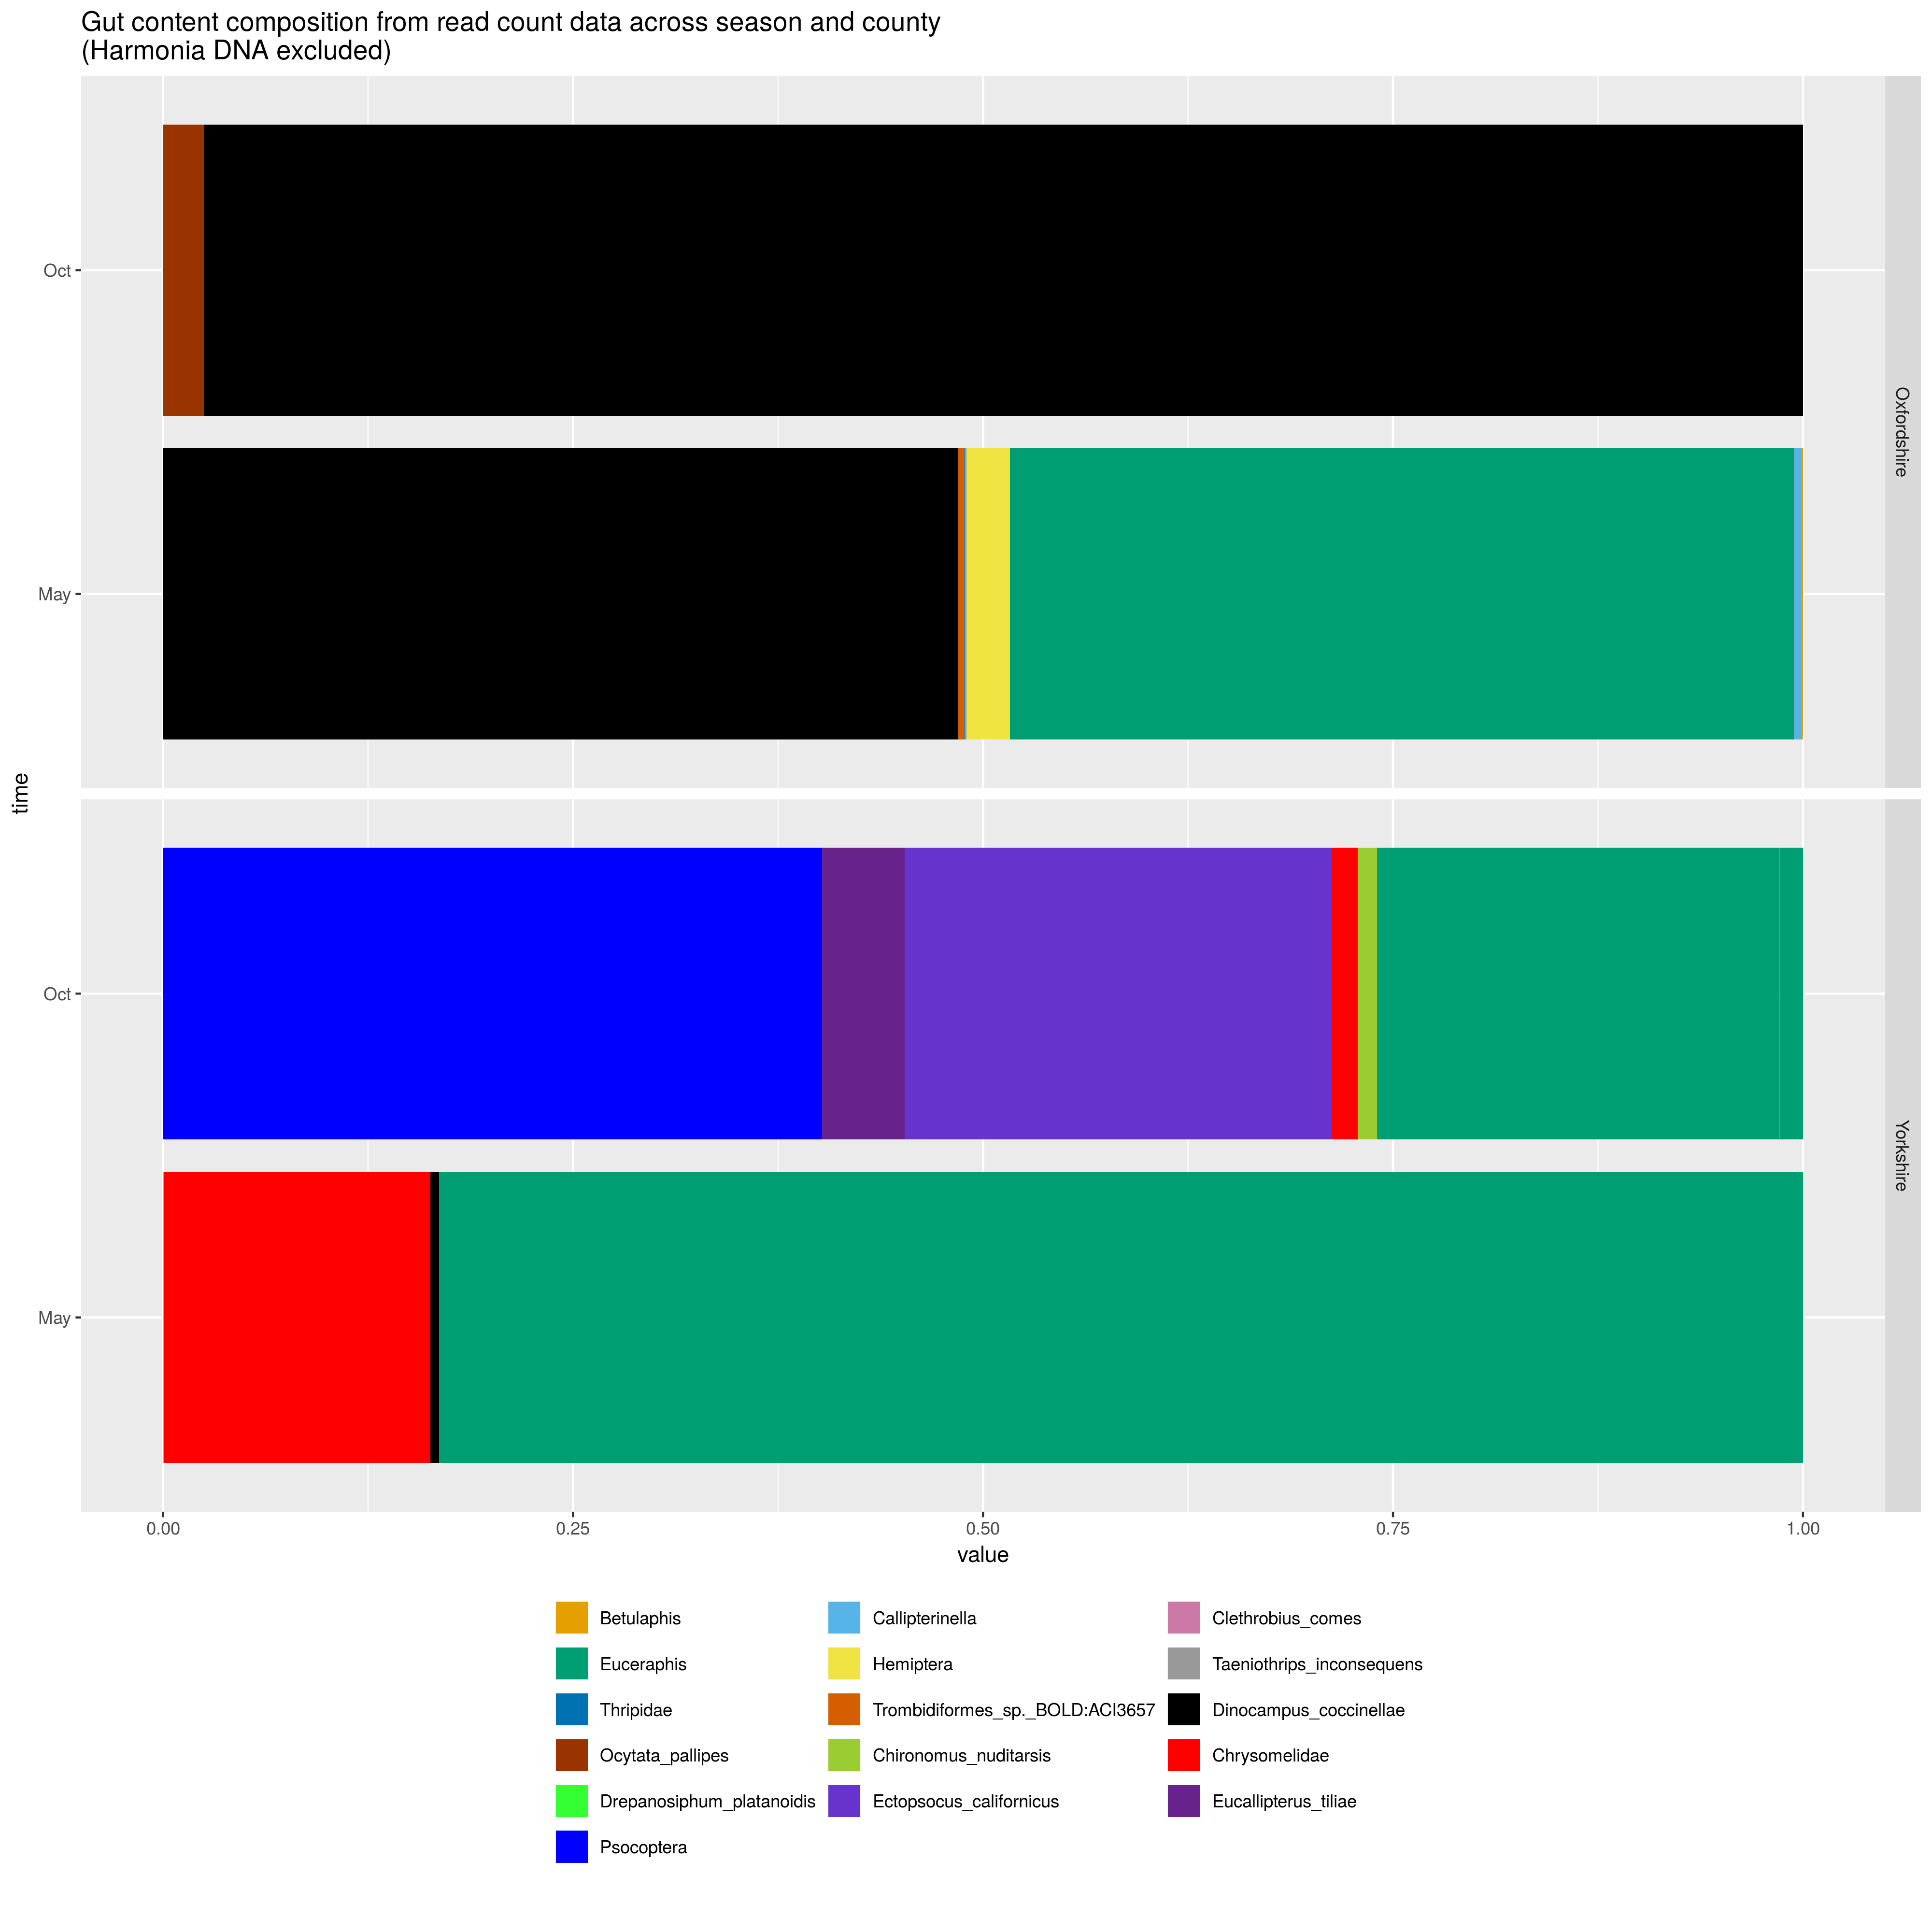 Gut content composition from read count data across season and county
(Harmonia DNA excluded)
Oct
May
Oxfordshire
time
Oct
May
Yorkshire
0.00 0.25 0.50 0.75 1.00
value
Betulaphis Callipterinella Clethrobius_comes
Euceraphis Hemiptera Taeniothrips_inconsequens
Thripidae Trombidiformes_sp._BOLD:ACI3657 Dinocampus_coccinellae
Ocytata_pallipes Chironomus_nuditarsis Chrysomelidae
Drepanosiphum_platanoidis Ectopsocus_californicus Eucallipterus_tiliae
Psocoptera